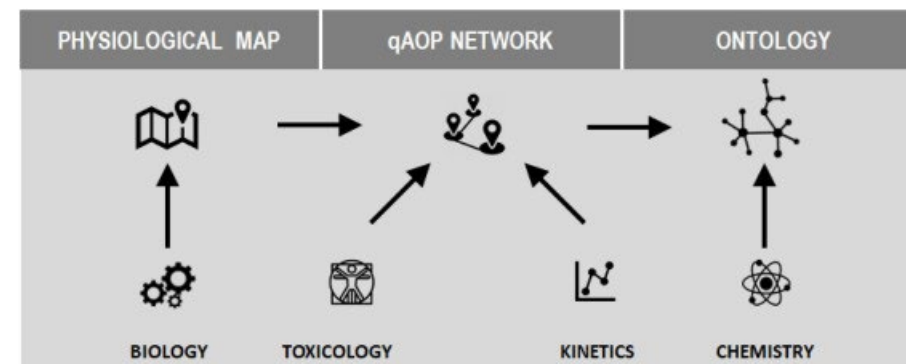 PHYSIOLOGICAL MAP
qAOP NETWORK
ONTOLOGY
BIOLOGY
TOXICOLOGY
KINETICS
CHEMISTRY